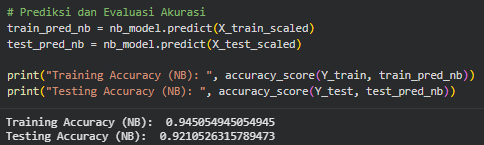 # Prediksi dan Evaluasi Akurasi
train_pred_nb = nb_model.predict(X_train_scaled)
test_pred_nb = nb_model.predict(X_test_scaled)
print("Training Accuracy (NB): ", accuracy_score(Y_train, train_pred_nb))
print("Testing Accuracy (NB): ", accuracy_score(Y_test, test_pred_nb))
Training Accuracy (NB):  0.945054945054945
Testing Accuracy (NB):  0.9210526315789473